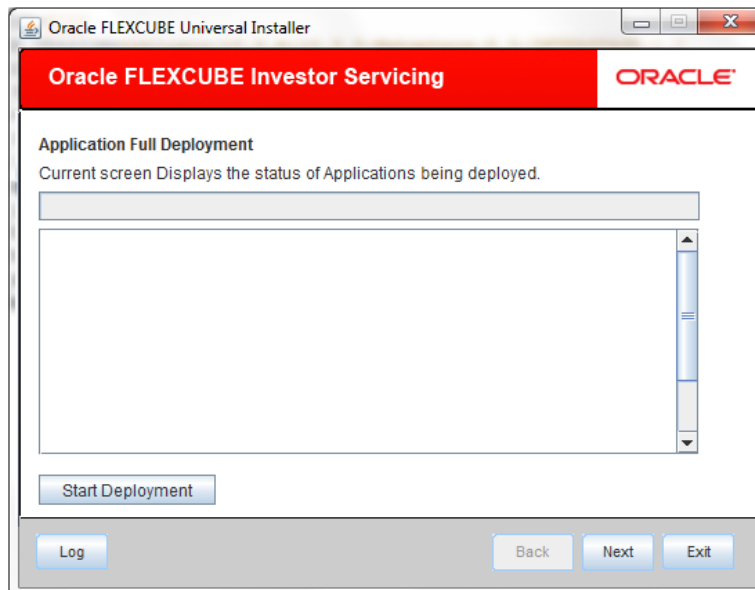 Oracle FLEXCUBE Universal Installer
Oracle FLEXCUBE Investor Servicing
ORACLE
Application Full Deployment
Current screen Displays the status of Applications being deployed.
Start Deployment
Log
Back
Next
Exit